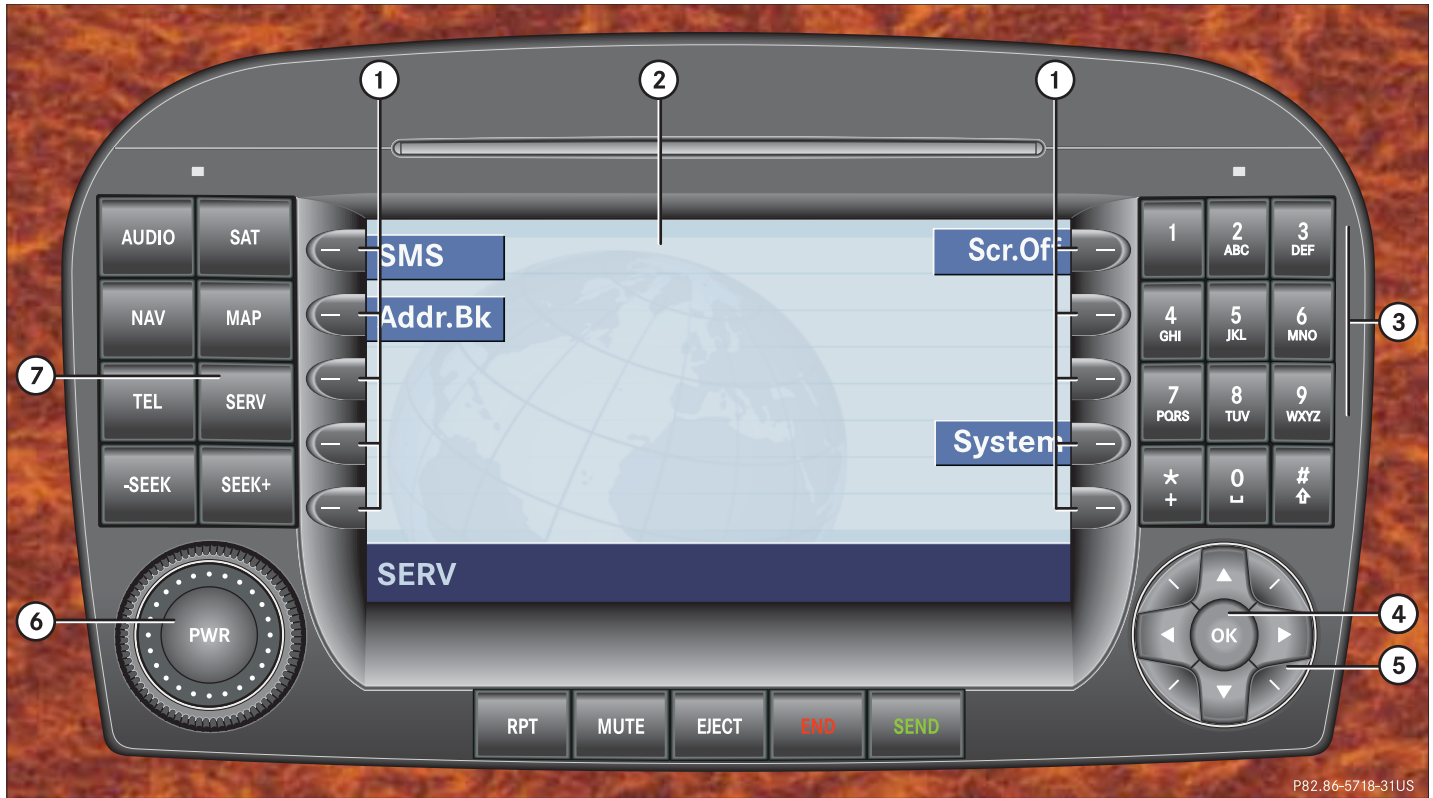 1
2
1
AUDIO
SAT
NAV
MAP
TEL
SERV
-SEEK
SEEK+
7
SMS
Addr.Bk
Scr.Off
System
SERV
1
2
ABC
3
DEF
4
GHI
5
JKL
6
MNO
7
PQRS
8
TUV
9
WXYZ
*
+
0
␣
#
⇧
3
6
PWR
OK
4
5
RPT
MUTE
EJECT
END
SEND
P82.86-5718-31US